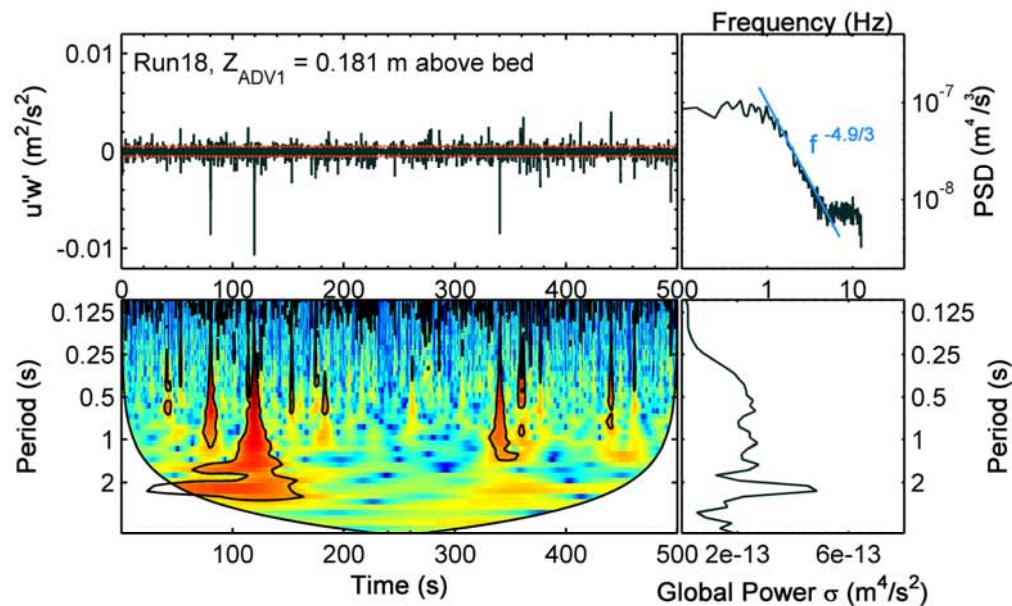 Frequency (Hz)
0.01
0
-0.01
u'w' (m²/s²)
Run18, Z_ADV1 = 0.181 m above bed
f^-4.9/3
10^-7
10^-8
PSD (m⁴/s³)
0 100 200 300 400 500
1 10
0.125
0.25
0.5
1
2
Period (s)
0.125
0.25
0.5
1
2
Period (s)
100 200 300 400 500
2e-13 6e-13
Time (s)
Global Power σ (m⁴/s²)